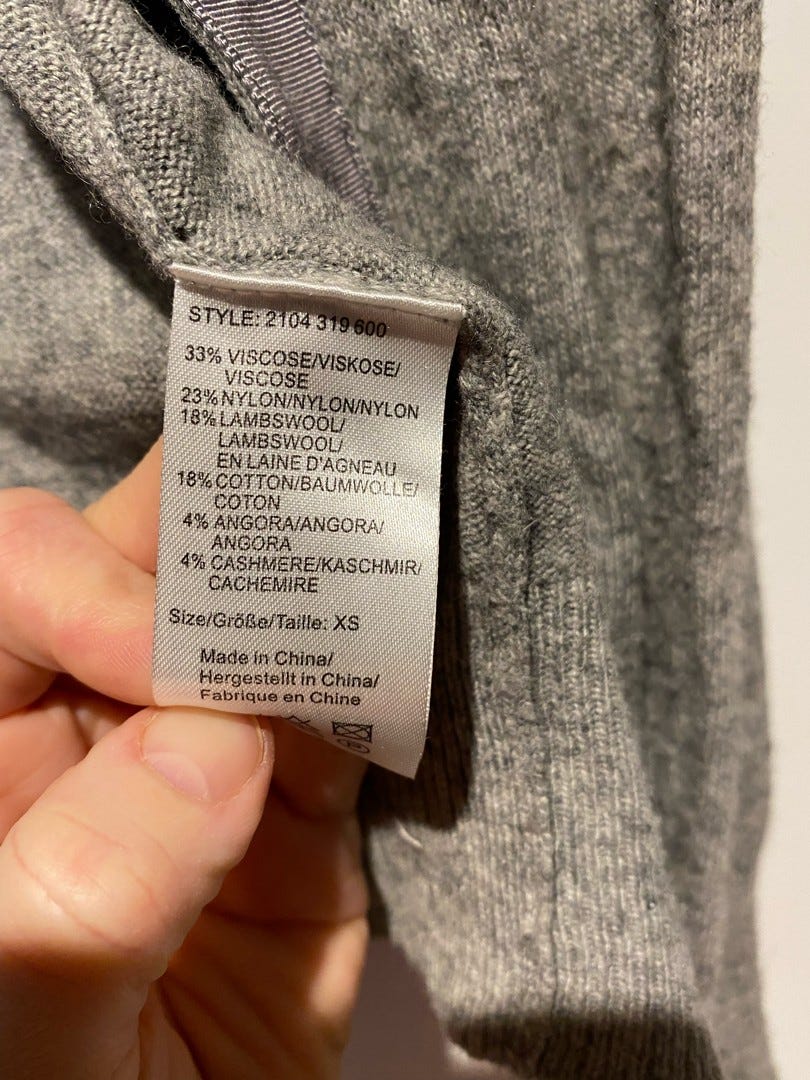 STYLE: 2104 319 600
33% VISCOSE/VISKOSE/
VISCOSE
23% NYLON/NYLON/NYLON
18% LAMBSWOOL/
LAMBSWOOL/
EN LAINE D'AGNEAU
18% COTTON/BAUMWOLLE/
COTON
4% ANGORA/ANGORA/
ANGORA
4% CASHMERE/KASCHMIR/
CACHEMIRE
Size/Größe/Taille: XS
Made in China/
Hergestellt in China/
Fabrique en Chine